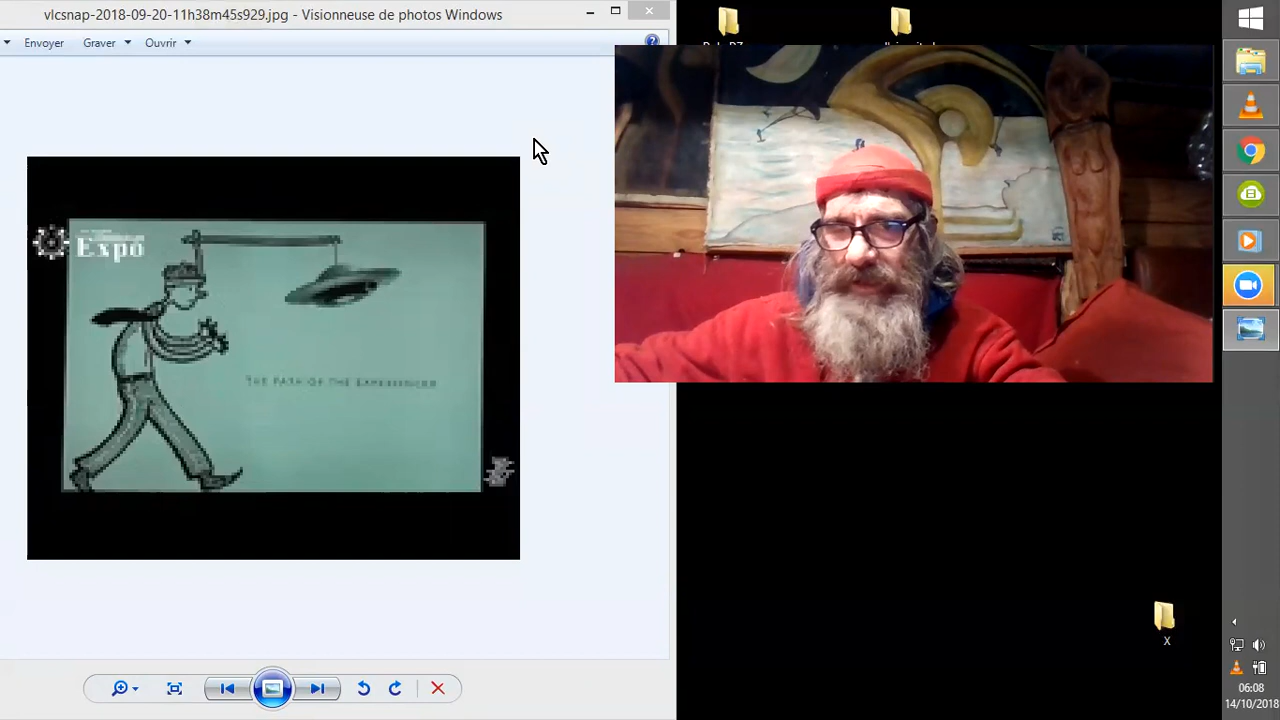 vlcsnap-2018-09-20-11h38m45s929.jpg - Visionneuse de photos Windows
Envoyer Graver Ouvrir
Expo
THE PATH OF THE EXPERIENCER
X
06:08
14/10/2018